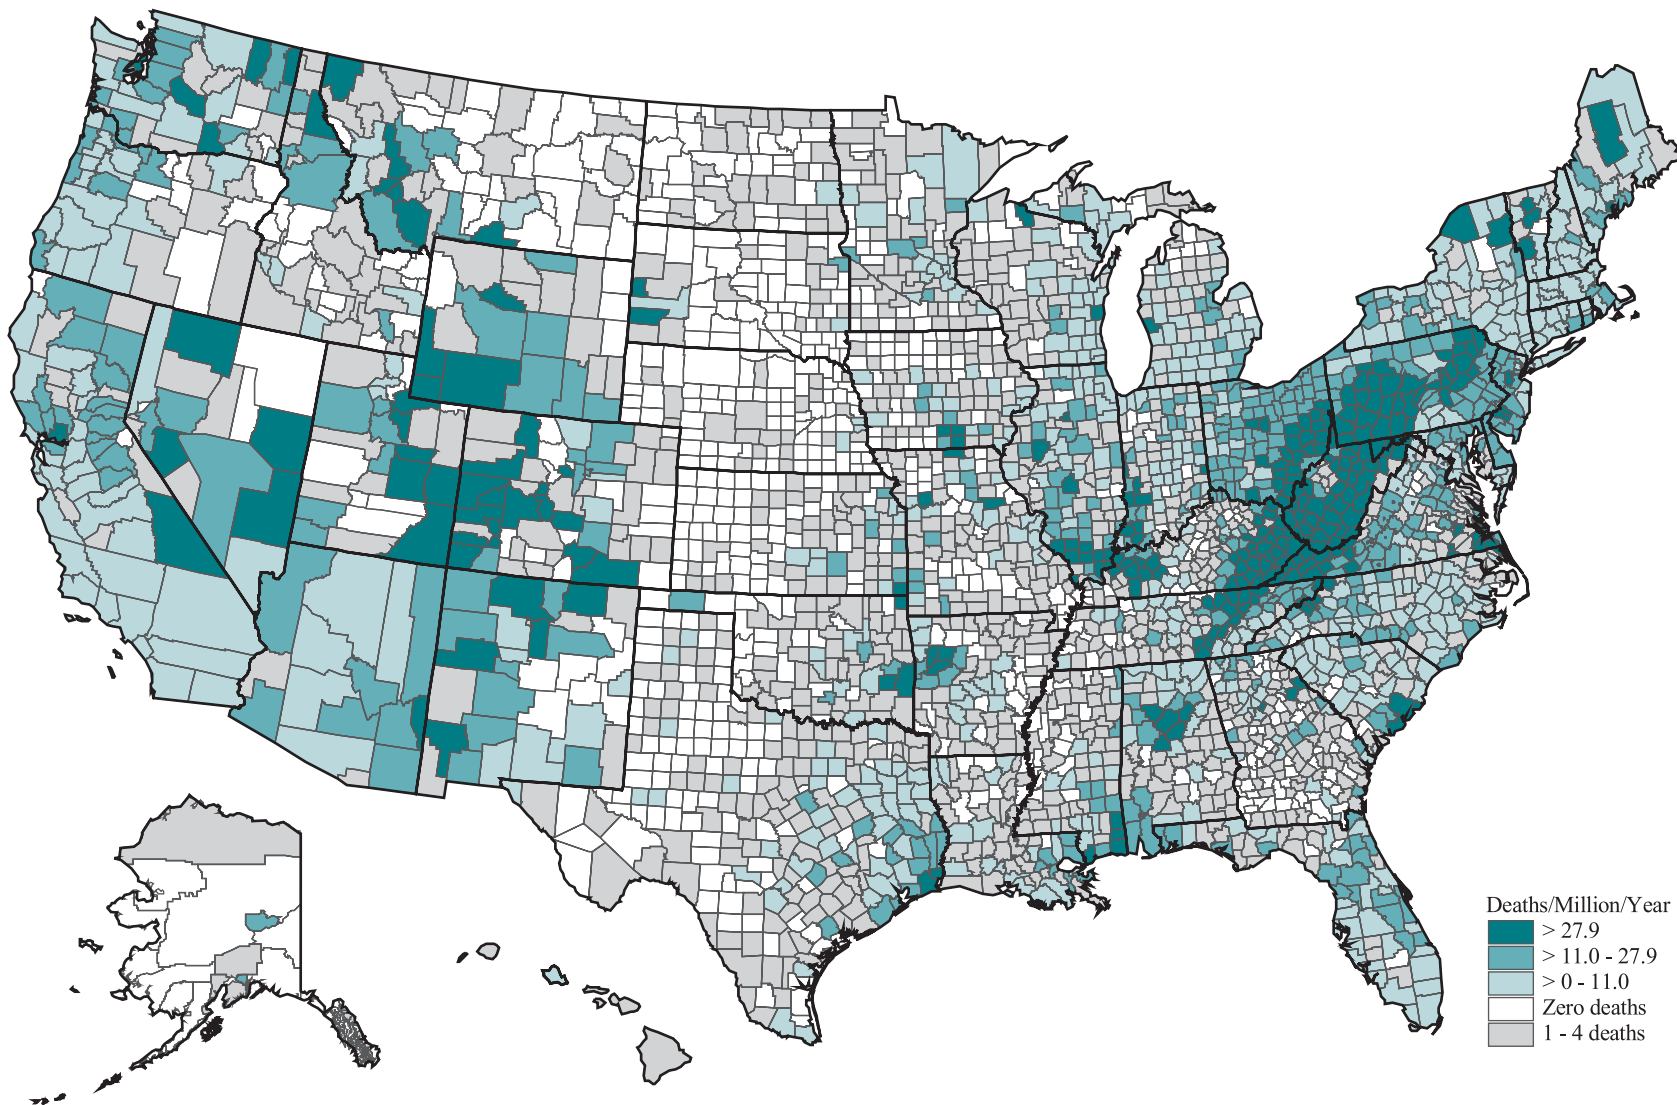 Deaths/Million/Year
> 27.9
> 11.0 - 27.9
> 0 - 11.0
Zero deaths
1 - 4 deaths